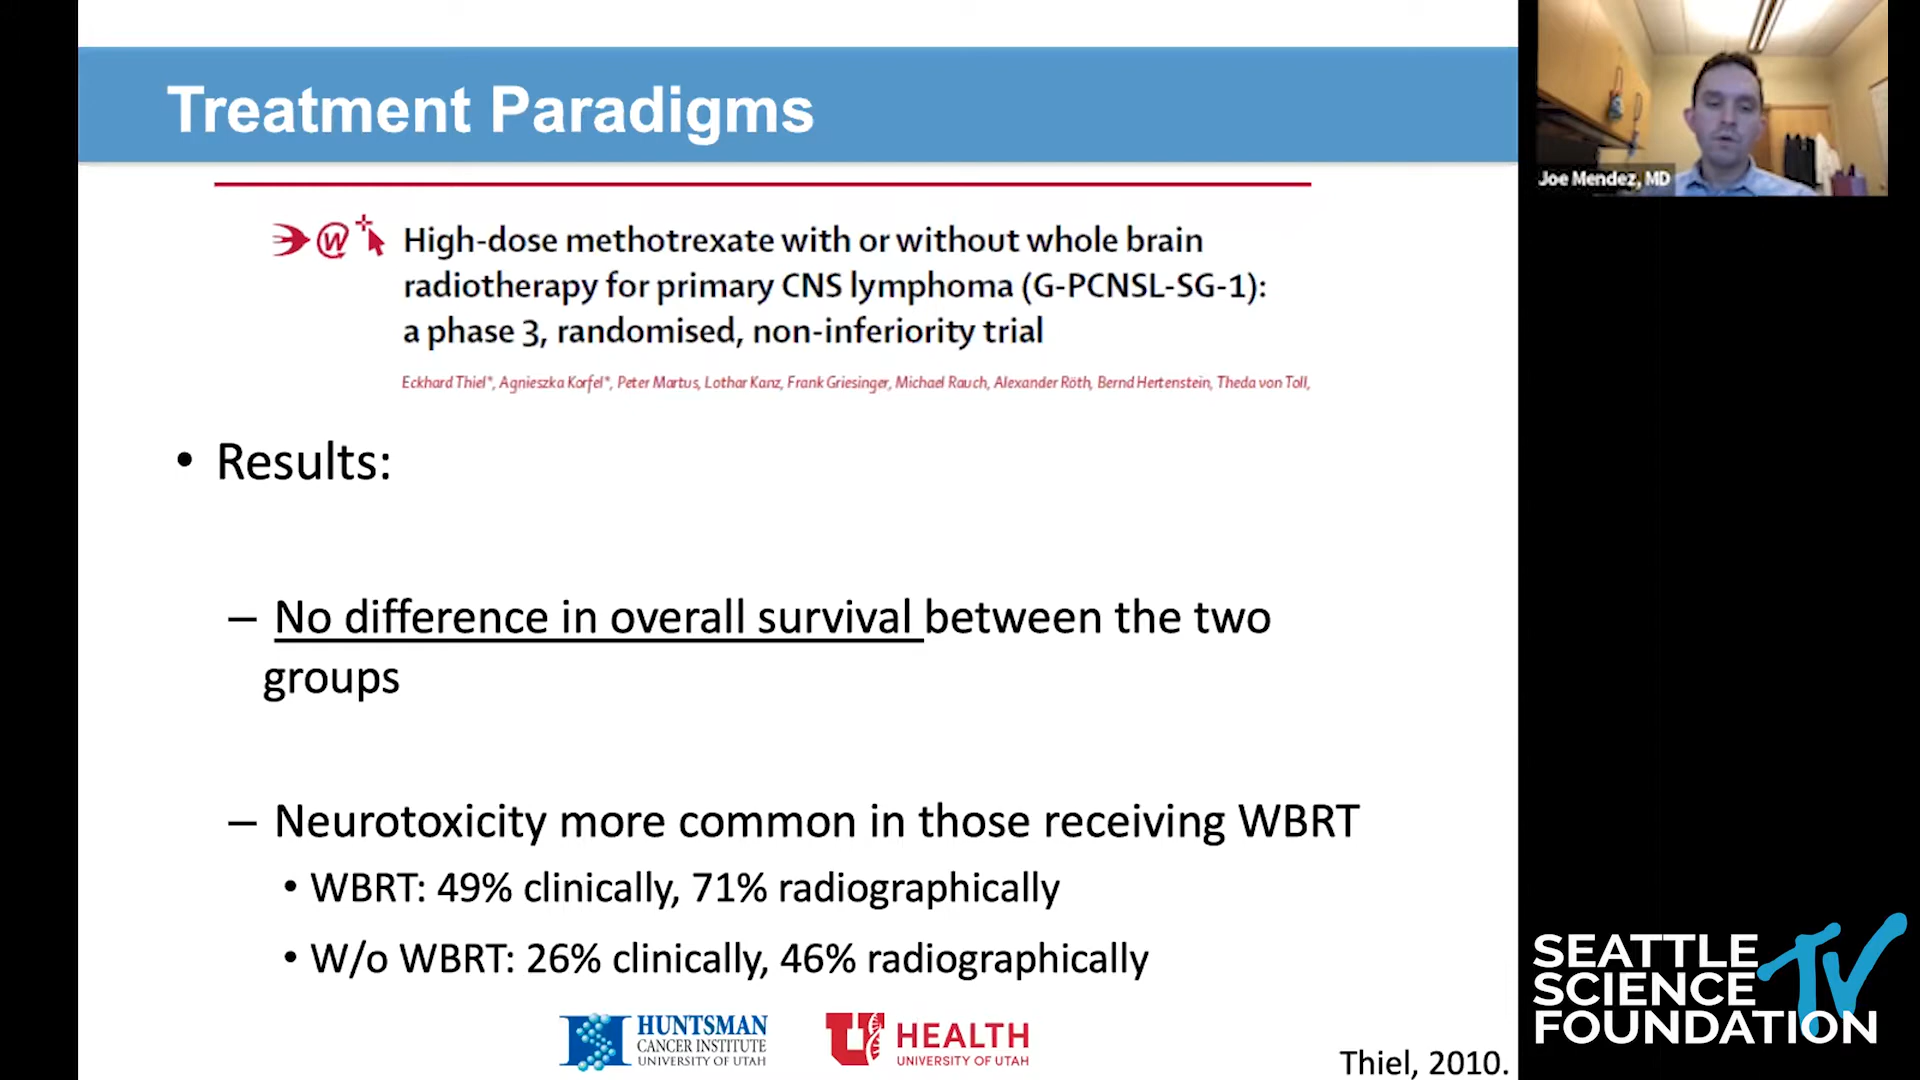 Treatment Paradigms
High-dose methotrexate with or without whole brain
radiotherapy for primary CNS lymphoma (G-PCNSL-SG-1):
a phase 3, randomised, non-inferiority trial
Eckhard Thiel*, Agnieszka Korfel*, Peter Martus, Lothar Kanz, Frank Griesinger, Michael Rauch, Alexander Röth, Bernd Hertenstein, Theda von Toll,
• Results:
– No difference in overall survival between the two
groups
– Neurotoxicity more common in those receiving WBRT
• WBRT: 49% clinically, 71% radiographically
• W/o WBRT: 26% clinically, 46% radiographically
HUNTSMAN
CANCER INSTITUTE
UNIVERSITY OF UTAH
U HEALTH
UNIVERSITY OF UTAH
Thiel, 2010.
Joe Mendez, MD
SEATTLE
SCIENCE
FOUNDATION
TV